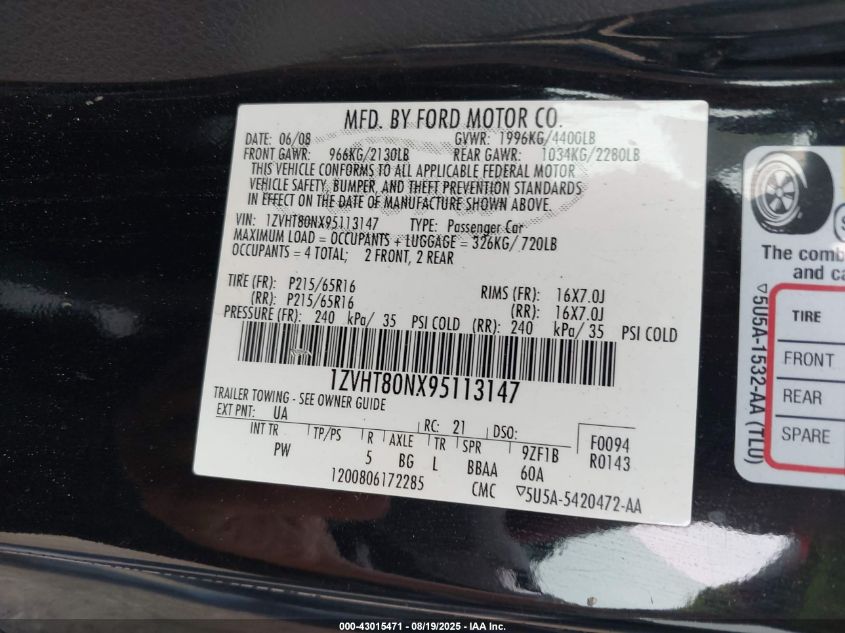 MFD. BY FORD MOTOR CO.
DATE: 06/08 GVWR: 1996KG/4400LB
FRONT GAWR: 966KG/2130LB REAR GAWR: 1034KG/2280LB
THIS VEHICLE CONFORMS TO ALL APPLICABLE FEDERAL MOTOR
VEHICLE SAFETY, BUMPER, AND THEFT PREVENTION STANDARDS
IN EFFECT ON THE DATE OF MANUFACTURE SHOWN ABOVE.
VIN: 1ZVHT80NX95113147 TYPE: Passenger Car
MAXIMUM LOAD = OCCUPANTS + LUGGAGE = 326KG/720LB
OCCUPANTS = 4 TOTAL; 2 FRONT, 2 REAR
TIRE (FR): P215/65R16 RIMS (FR): 16X7.0J
(RR): P215/65R16 (RR): 16X7.0J
PRESSURE (FR): 240 kPa/ 35 PSI COLD (RR): 240 kPa/ 35 PSI COLD
1ZVHT80NX95113147
TRAILER TOWING - SEE OWNER GUIDE
EXT PNT: UA RC: 21 DSO: F0094
INT TR TP/PS R AXLE TR SPR 9ZF1B R0143
PW 5 BG L BBAA 60A
1200806172285 CMC ▽5U5A-5420472-AA
The comb
and ca
▽5U5A-1532-AA (TLU)
TIRE
FRONT
REAR
SPARE
000-43015471 - 08/19/2025 - IAA Inc.